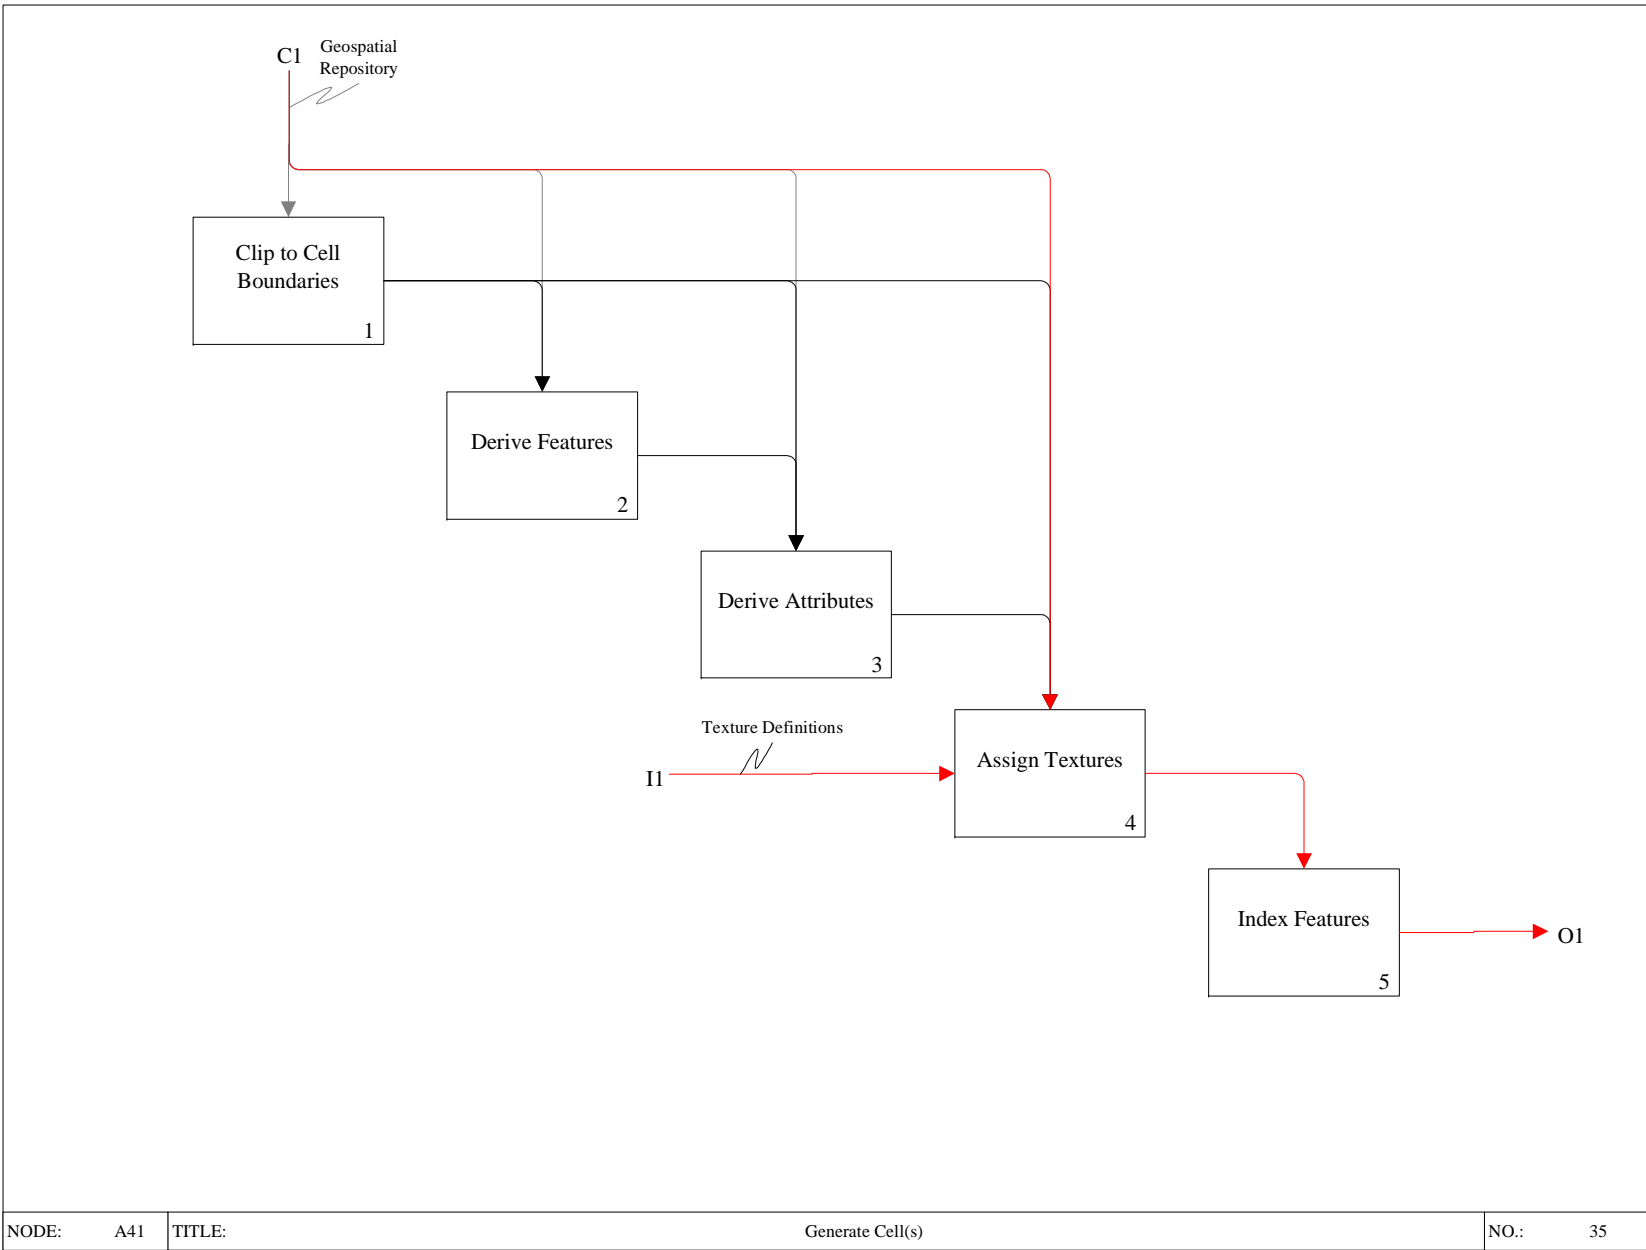 C1
Geospatial
Repository
Clip to Cell
Boundaries
1
Derive Features
2
Derive Attributes
3
Texture Definitions
I1
Assign Textures
4
Index Features
5
O1
NODE: A41 TITLE: Generate Cell(s) NO.: 35